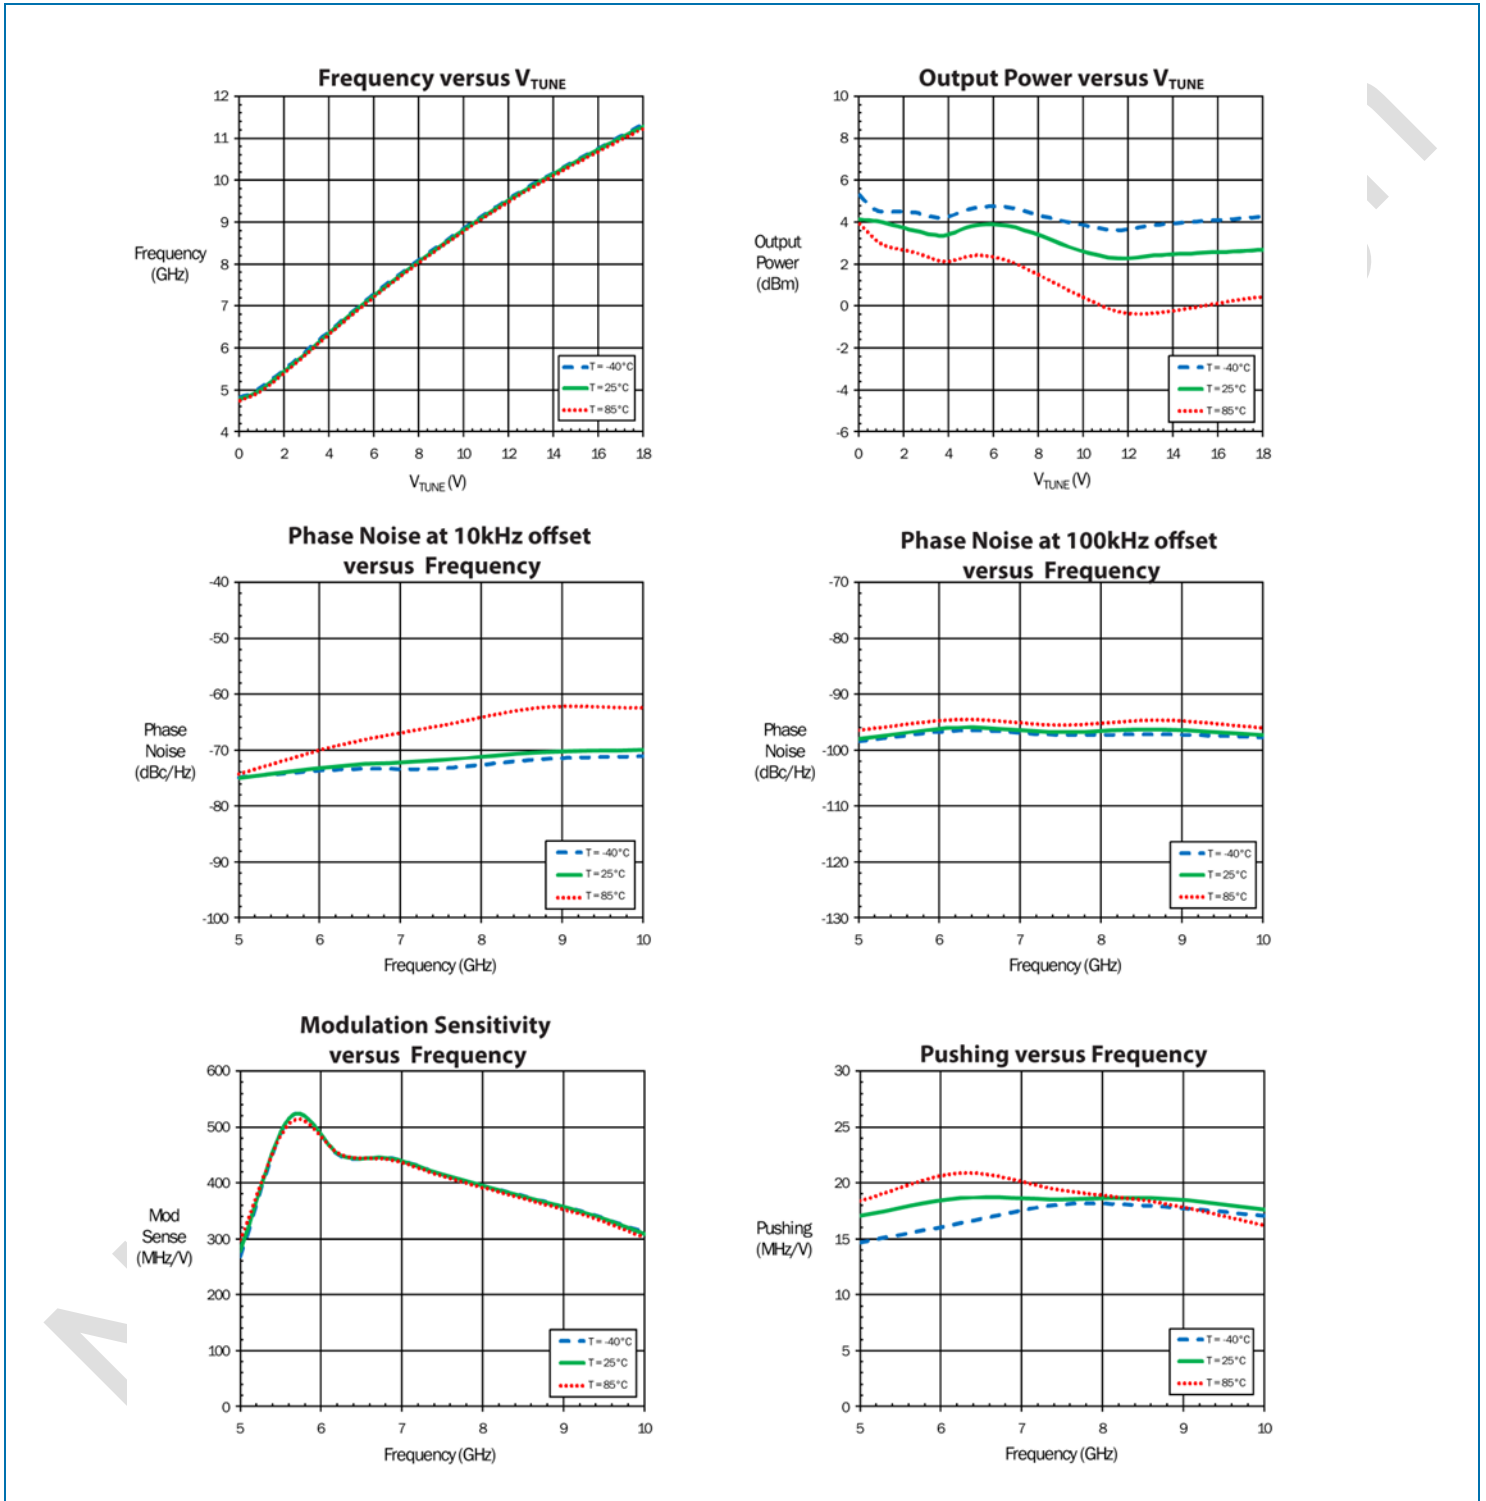 Frequency versus VTUNE
12
11
10
9
8
7
6
5
4
Frequency
(GHz)
T = -40°C
T = 25°C
T = 85°C
0 2 4 6 8 10 12 14 16 18
VTUNE (V)
Output Power versus VTUNE
10
8
6
4
2
0
-2
-4
-6
Output
Power
(dBm)
T = -40°C
T = 25°C
T = 85°C
0 2 4 6 8 10 12 14 16 18
VTUNE (V)
Phase Noise at 10kHz offset
versus Frequency
-40
-50
-60
-70
-80
-90
-100
Phase
Noise
(dBc/Hz)
T = -40°C
T = 25°C
T = 85°C
5 6 7 8 9 10
Frequency (GHz)
Phase Noise at 100kHz offset
versus Frequency
-70
-80
-90
-100
-110
-120
-130
Phase
Noise
(dBc/Hz)
T = -40°C
T = 25°C
T = 85°C
5 6 7 8 9 10
Frequency (GHz)
Modulation Sensitivity
versus Frequency
600
500
400
300
200
100
0
Mod
Sense
(MHz/V)
T = -40°C
T = 25°C
T = 85°C
5 6 7 8 9 10
Frequency (GHz)
Pushing versus Frequency
30
25
20
15
10
5
0
Pushing
(MHz/V)
T = -40°C
T = 25°C
T = 85°C
5 6 7 8 9 10
Frequency (GHz)